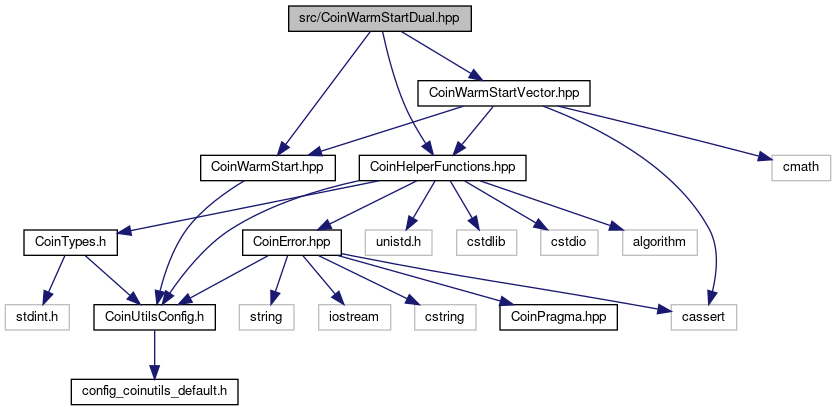 src/CoinWarmStartDual.hpp
CoinWarmStartVector.hpp
CoinWarmStart.hpp
CoinHelperFunctions.hpp
cmath
CoinTypes.h
CoinError.hpp
unistd.h
cstdlib
cstdio
algorithm
stdint.h
CoinUtilsConfig.h
string
iostream
cstring
CoinPragma.hpp
cassert
config_coinutils_default.h